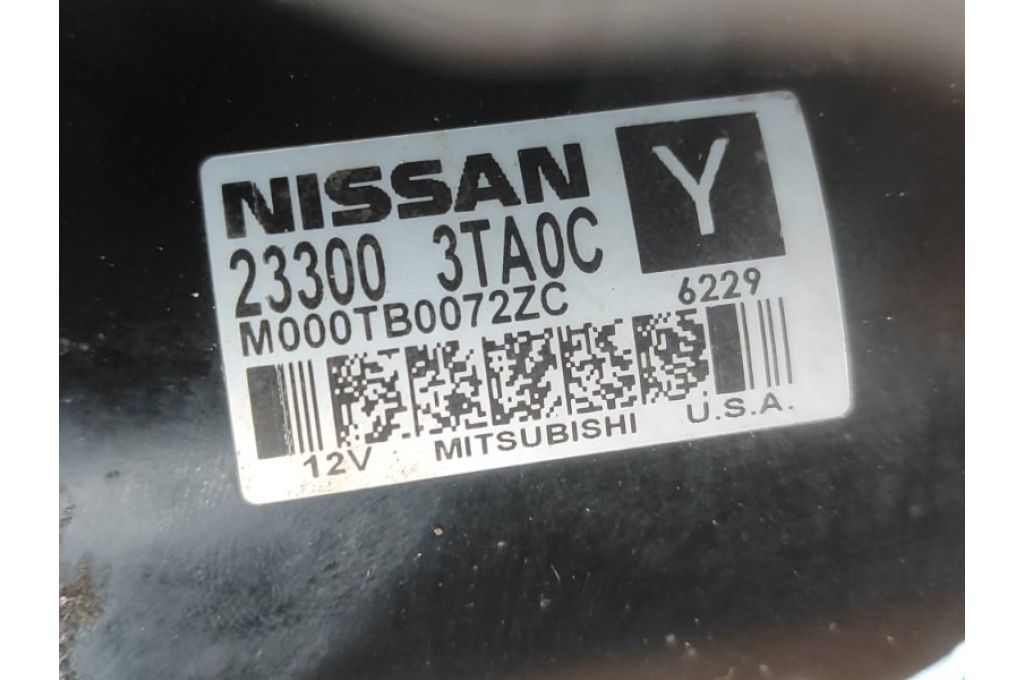 NISSAN
Y
23300 3TA0C
M000TB0072ZC 6229
12V MITSUBISHI U.S.A.